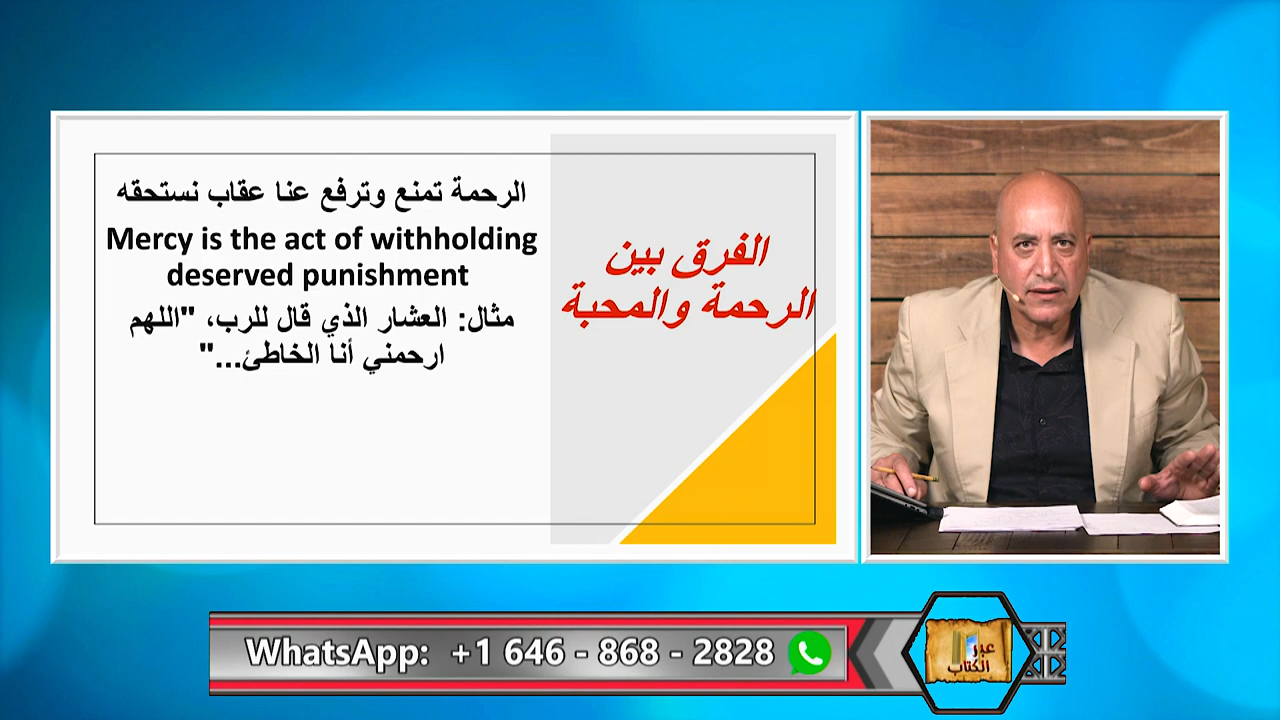 الفرق بين
الرحمة والمحبة
الرحمة تمنع وترفع عنا عقاب نستحقه
Mercy is the act of withholding
deserved punishment
مثال: العشار الذي قال للرب، "اللهم
ارحمني أنا الخاطئ..."
WhatsApp: +1 646 - 868 - 2828
عبر
الكتاب